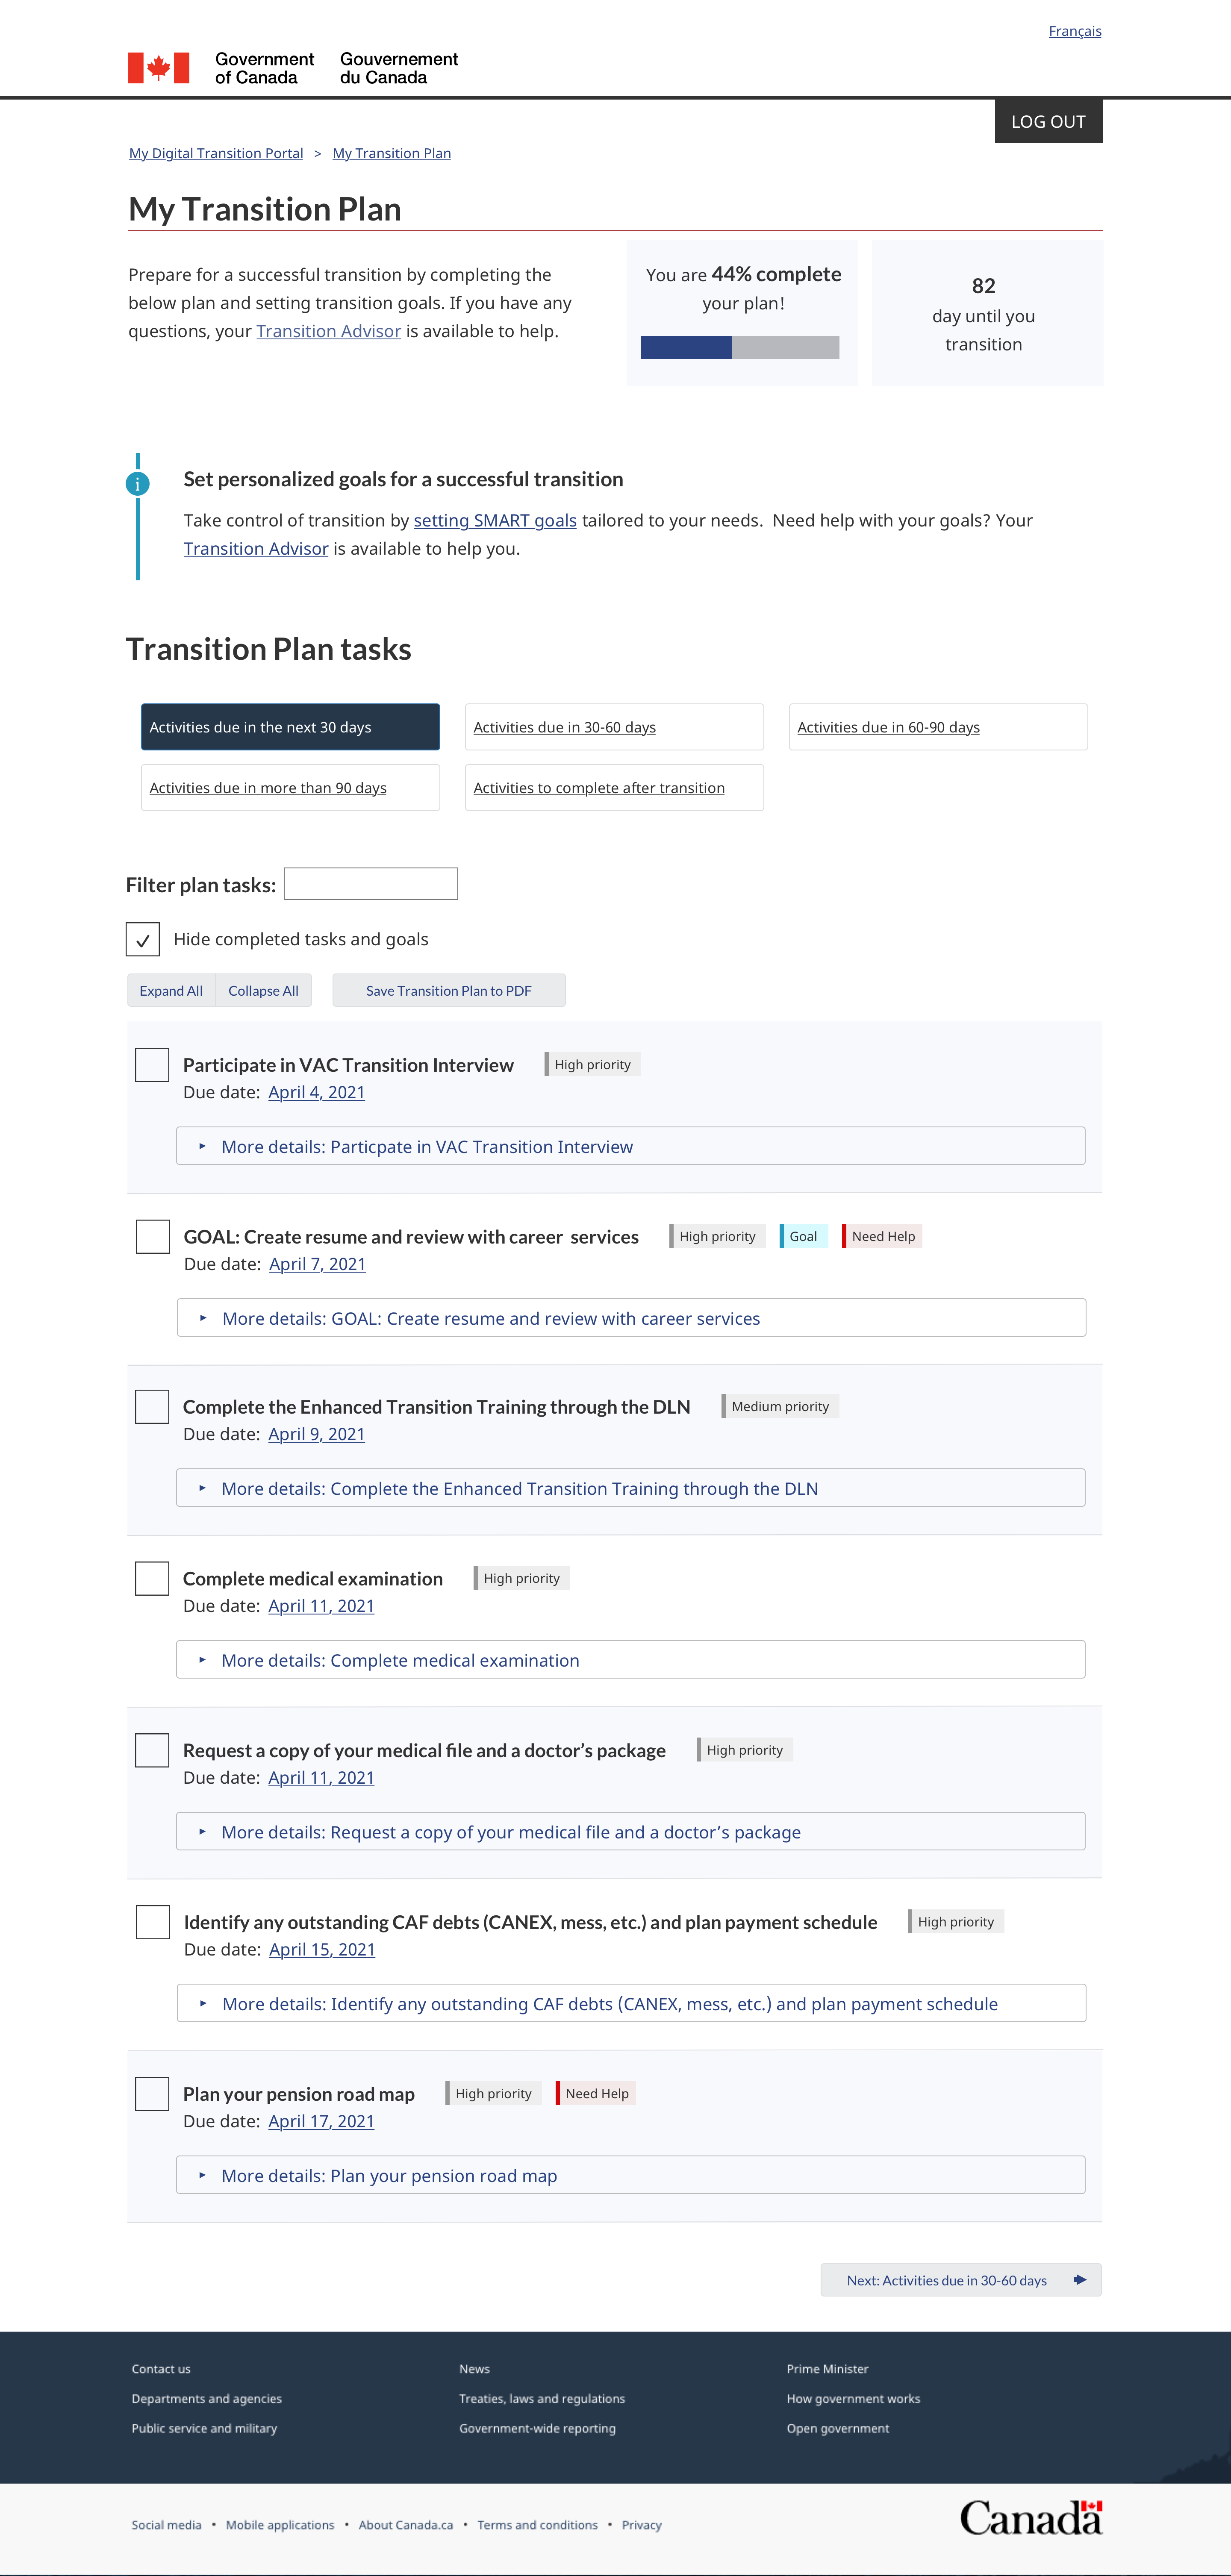 Français
Government of Canada
Gouvernement du Canada
LOG OUT
My Digital Transition Portal > My Transition Plan
My Transition Plan
Prepare for a successful transition by completing the
below plan and setting transition goals. If you have any
questions, your Transition Advisor is available to help.
You are 44% complete
your plan!
82
day until you
transition
i
Set personalized goals for a successful transition
Take control of transition by setting SMART goals tailored to your needs. Need help with your goals? Your
Transition Advisor is available to help you.
Transition Plan tasks
Activities due in the next 30 days
Activities due in 30-60 days
Activities due in 60-90 days
Activities due in more than 90 days
Activities to complete after transition
Filter plan tasks:
Hide completed tasks and goals
Expand All
Collapse All
Save Transition Plan to PDF
Participate in VAC Transition Interview High priority
Due date: April 4, 2021
More details: Particpate in VAC Transition Interview
GOAL: Create resume and review with career services High priority Goal Need Help
Due date: April 7, 2021
More details: GOAL: Create resume and review with career services
Complete the Enhanced Transition Training through the DLN Medium priority
Due date: April 9, 2021
More details: Complete the Enhanced Transition Training through the DLN
Complete medical examination High priority
Due date: April 11, 2021
More details: Complete medical examination
Request a copy of your medical file and a doctor’s package High priority
Due date: April 11, 2021
More details: Request a copy of your medical file and a doctor’s package
Identify any outstanding CAF debts (CANEX, mess, etc.) and plan payment schedule High priority
Due date: April 15, 2021
More details: Identify any outstanding CAF debts (CANEX, mess, etc.) and plan payment schedule
Plan your pension road map High priority Need Help
Due date: April 17, 2021
More details: Plan your pension road map
Next: Activities due in 30-60 days
Contact us
News
Prime Minister
Departments and agencies
Treaties, laws and regulations
How government works
Public service and military
Government-wide reporting
Open government
Social media • Mobile applications • About Canada.ca • Terms and conditions • Privacy
Canada